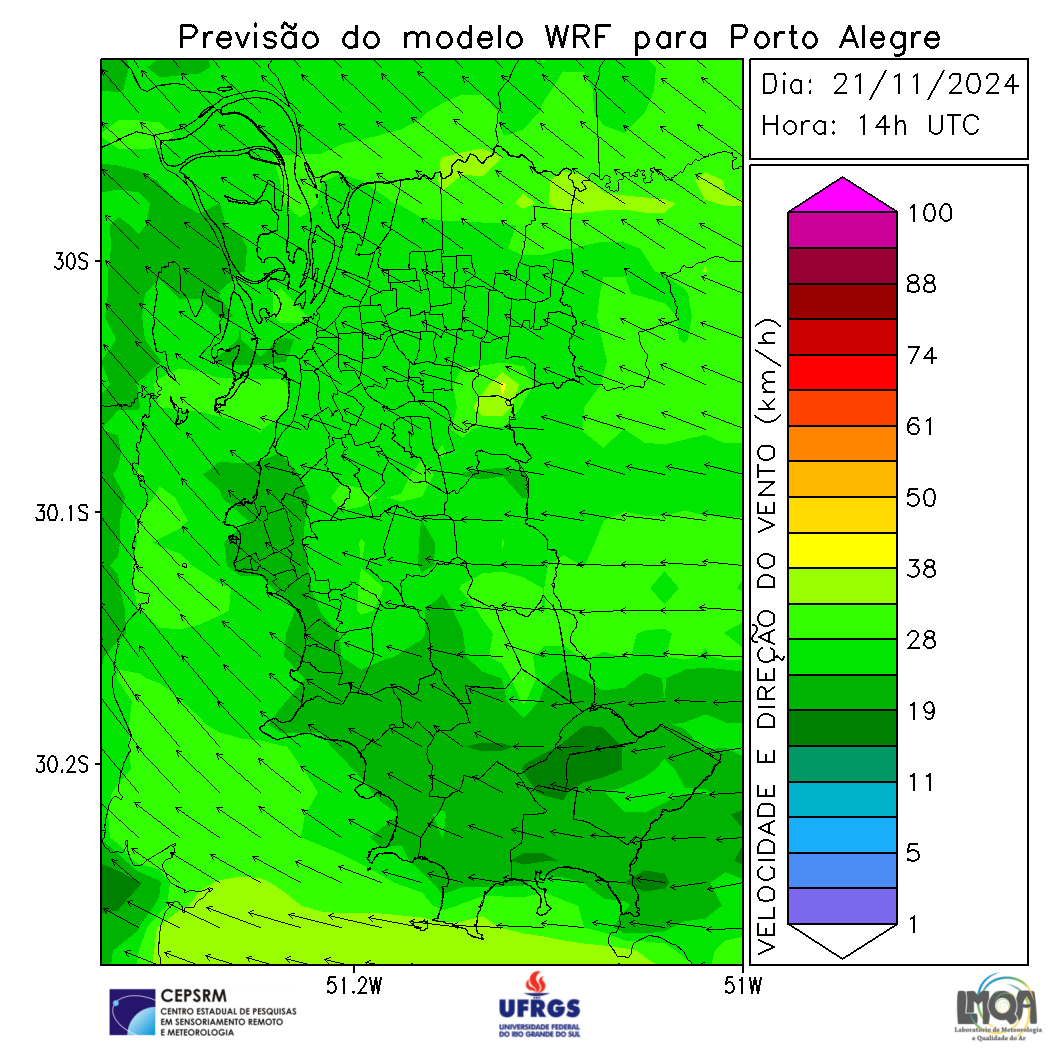 Previsão do modelo WRF para Porto Alegre
Dia: 21/11/2024
Hora: 14h UTC
30S
30.1S
30.2S
51.2W
51W
VELOCIDADE E DIREÇÃO DO VENTO (km/h)
100
88
74
61
50
38
28
19
11
5
1
CEPSRM
CENTRO ESTADUAL DE PESQUISAS
EM SENSORIAMENTO REMOTO
E METEOROLOGIA
UFRGS
UNIVERSIDADE FEDERAL
DO RIO GRANDE DO SUL
LMQA
Laboratório de Meteorologia
e Qualidade do Ar